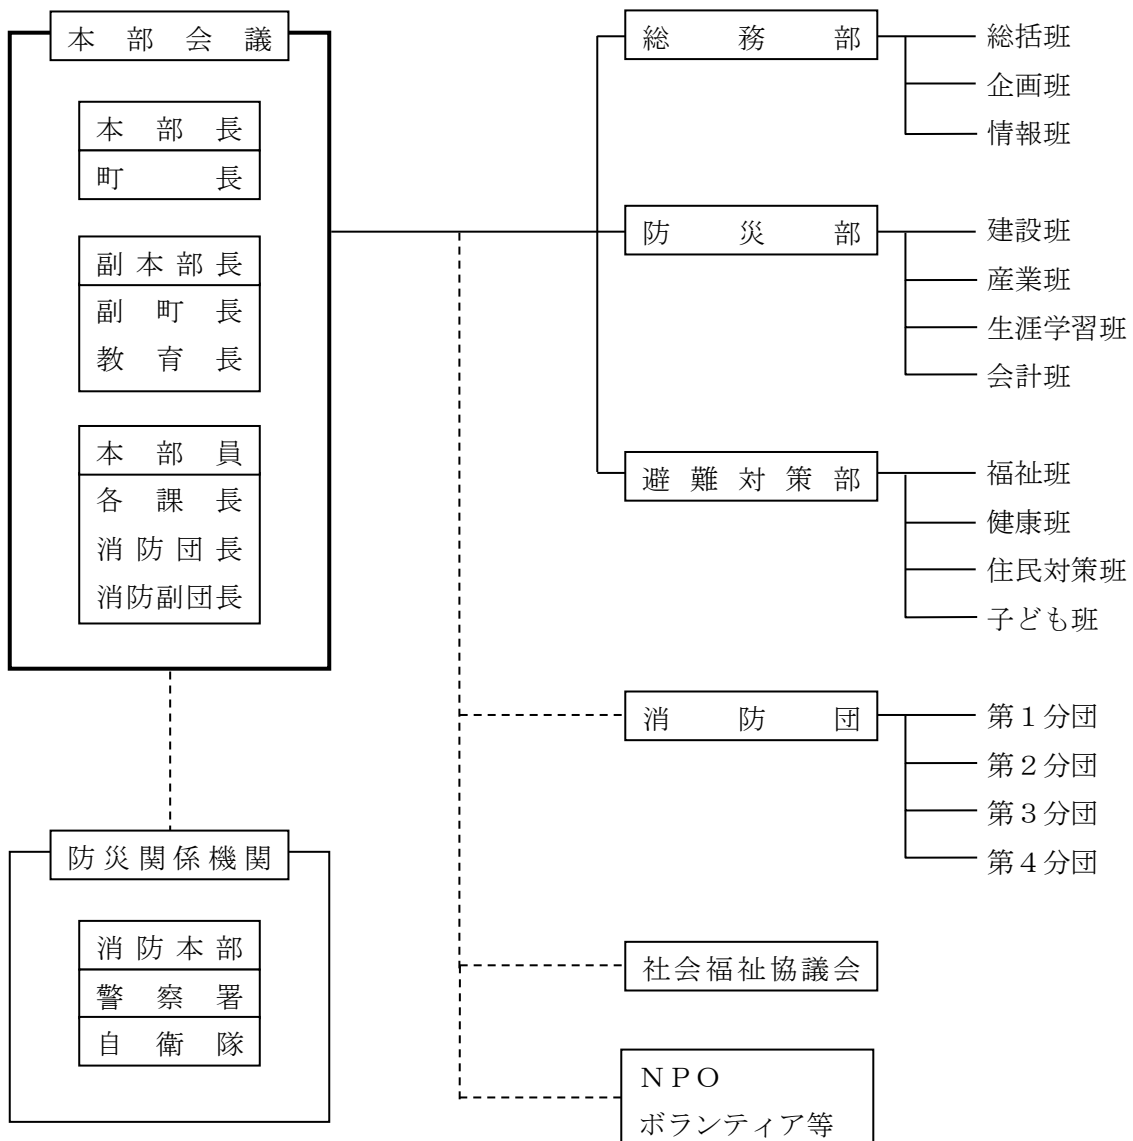 本部会議
本部長
町長
副本部長
副町長
教育長
本部員
各課長
消防団長
消防副団長
防災関係機関
消防本部
警察署
自衛隊
総務部
総括班
企画班
情報班
防災部
建設班
産業班
生涯学習班
会計班
避難対策部
福祉班
健康班
住民対策班
子ども班
消防団
第１分団
第２分団
第３分団
第４分団
社会福祉協議会
ＮＰＯ
ボランティア等